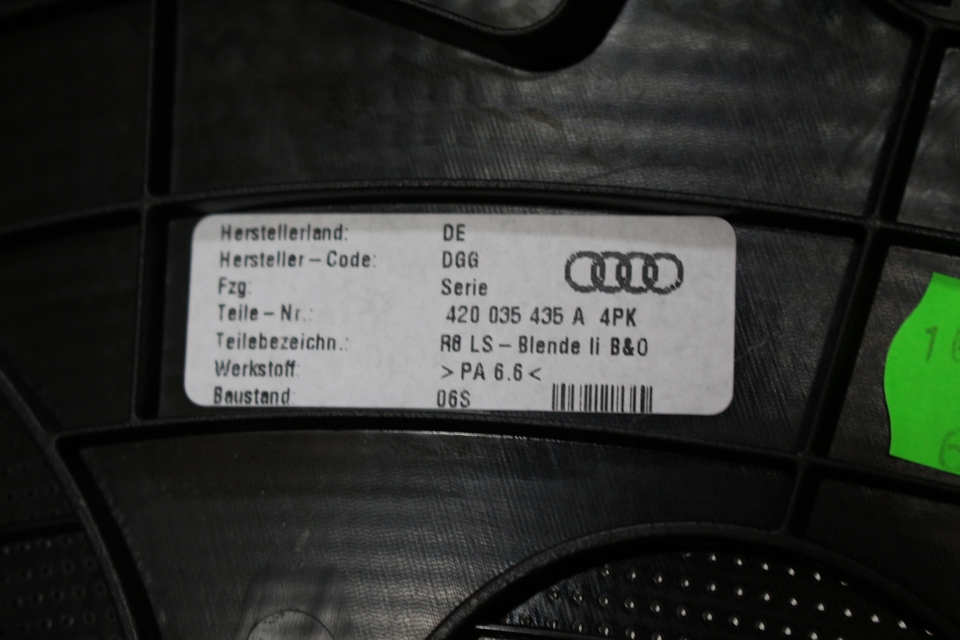 Herstellerland: DE
Hersteller-Code: DGG
Fzg: Serie
Teile-Nr.: 420 035 435 A 4PK
Teilebezeichn.: R8 LS-Blende li B&O
Werkstoff: >PA 6.6<
Baustand: 06S